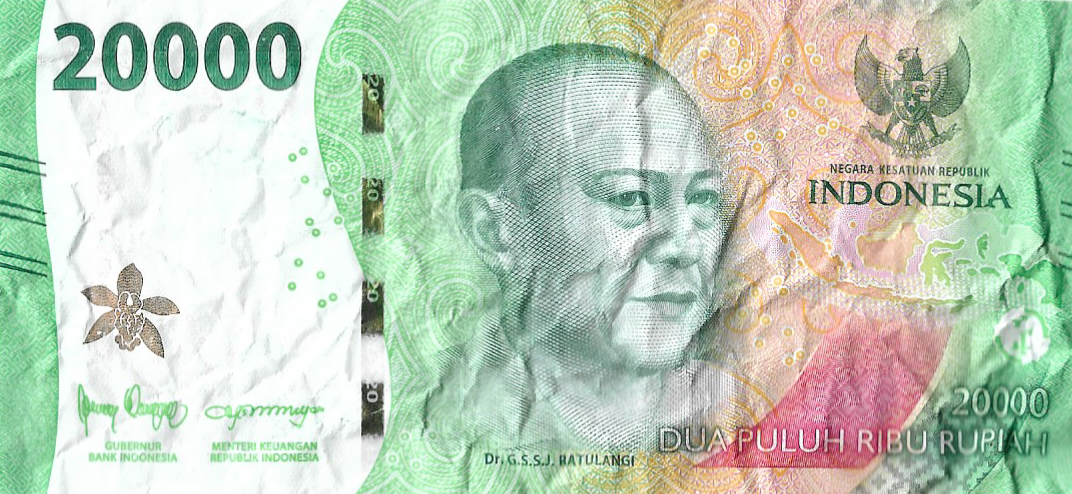 20000
20
20
20
20
NEGARA KESATUAN REPUBLIK
INDONESIA
GUBERNUR
BANK INDONESIA
MENTERI KEUANGAN
REPUBLIK INDONESIA
Dr. G.S.S.J. RATULANGI
20000
DUA PULUH RIBU RUPIAH